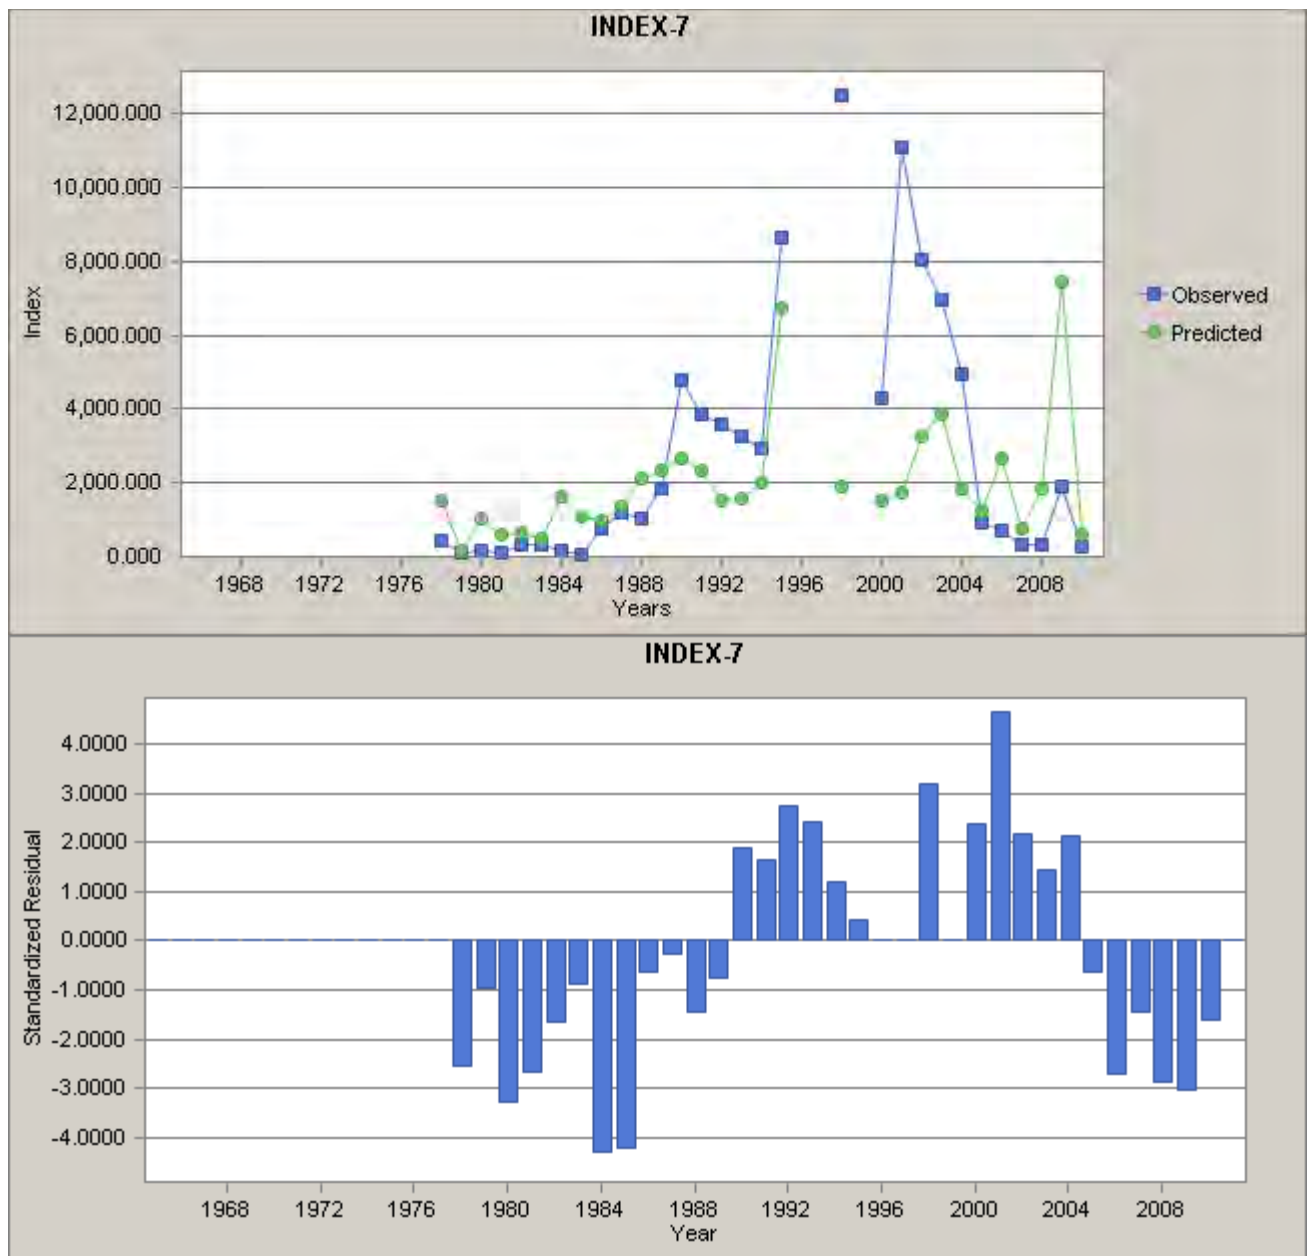 INDEX-7
12,000.000
10,000.000
8,000.000
6,000.000
4,000.000
2,000.000
0.000
Index
1968 1972 1976 1980 1984 1988 1992 1996 2000 2004 2008
Years
Observed
Predicted
INDEX-7
4.0000
3.0000
2.0000
1.0000
0.0000
-1.0000
-2.0000
-3.0000
-4.0000
Standardized Residual
1968 1972 1976 1980 1984 1988 1992 1996 2000 2004 2008
Year